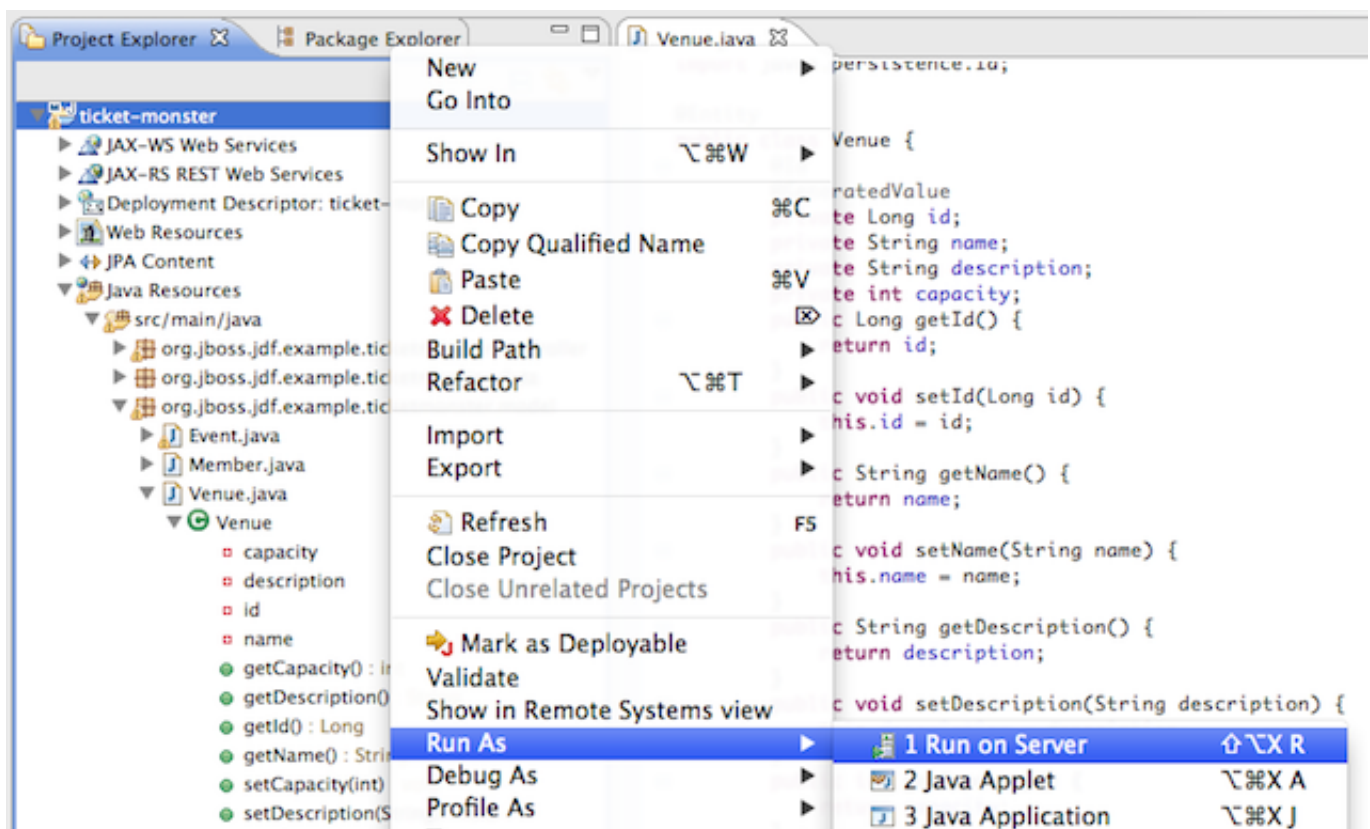 Project Explorer
Package Explorer
Venue.java
ticket-monster
JAX-WS Web Services
JAX-RS REST Web Services
Deployment Descriptor: ticket-
Web Resources
JPA Content
Java Resources
src/main/java
org.jboss.jdf.example.tic
org.jboss.jdf.example.tic
org.jboss.jdf.example.tic
Event.java
Member.java
Venue.java
Venue
capacity
description
id
name
getCapacity() : in
getDescription()
getId() : Long
getName() : Stri
setCapacity(int)
setDescription(S
New
Go Into
Show In ⌥⌘W
Copy ⌘C
Copy Qualified Name
Paste ⌘V
Delete ⌦
Build Path
Refactor ⌥⌘T
Import
Export
Refresh F5
Close Project
Close Unrelated Projects
Mark as Deployable
Validate
Show in Remote Systems view
Run As
Debug As
Profile As
1 Run on Server ⇧⌥X R
2 Java Applet ⌥⌘X A
3 Java Application ⌥⌘X J
persistence.Id;
Venue {
ratedValue
te Long id;
te String name;
te String description;
te int capacity;
c Long getId() {
eturn id;
c void setId(Long id) {
his.id = id;
c String getName() {
eturn name;
c void setName(String name) {
his.name = name;
c String getDescription() {
eturn description;
c void setDescription(String description) {